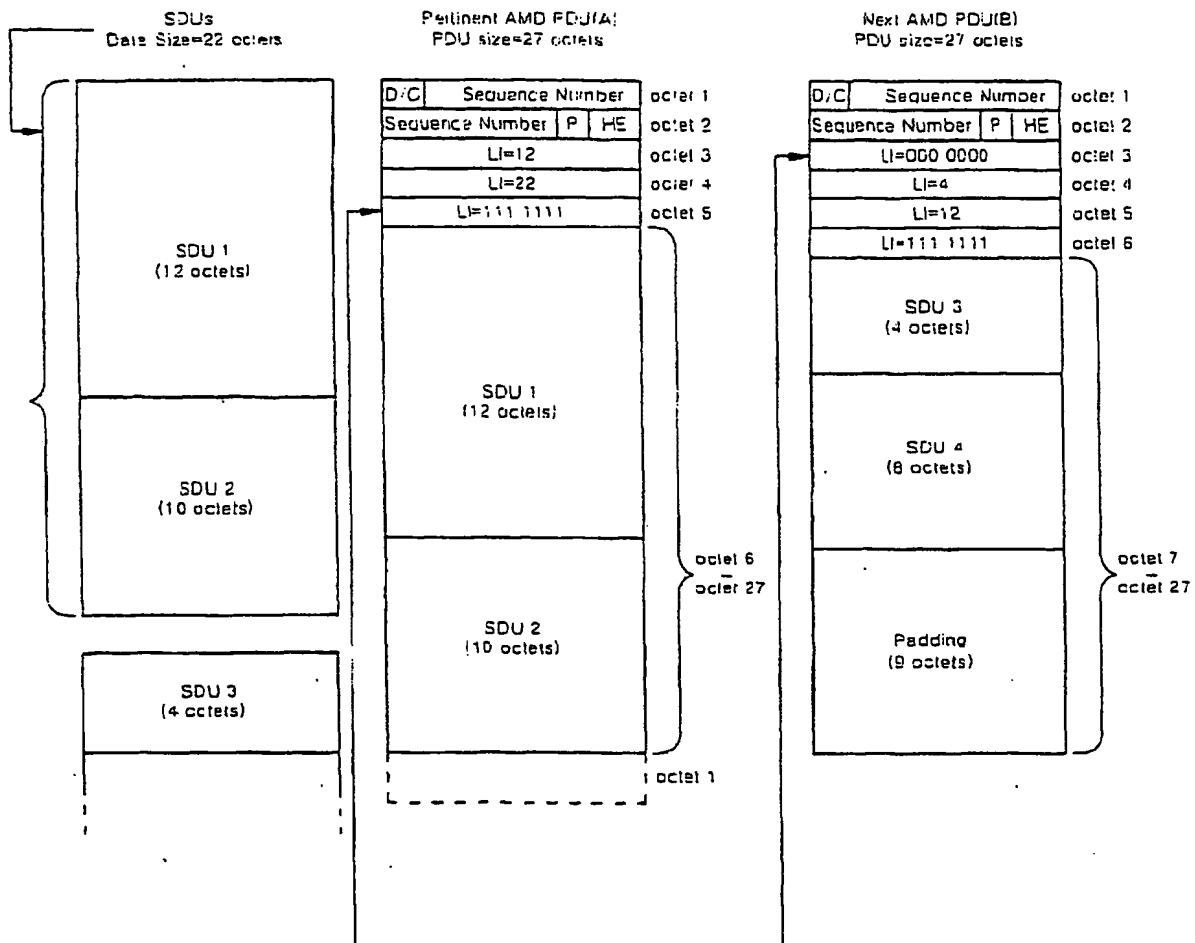 SDUs
Data Size=22 octets
SDU 1
(12 octets)
SDU 2
(10 octets)
SDU 3
(4 octets)
Pertinent AMD PDU(A)
PDU size=27 octets
D/C Sequence Number octet 1
Sequence Number P HE octet 2
LI=12 octet 3
LI=22 octet 4
LI=111 1111 octet 5
SDU 1
(12 octets)
SDU 2
(10 octets)
octet 6
–
octet 27
octet 1
Next AMD PDU(B)
PDU size=27 octets
D/C Sequence Number octet 1
Sequence Number P HE octet 2
LI=000 0000 octet 3
LI=4 octet 4
LI=12 octet 5
LI=111 1111 octet 6
SDU 3
(4 octets)
SDU 4
(8 octets)
Padding
(9 octets)
octet 7
–
octet 27